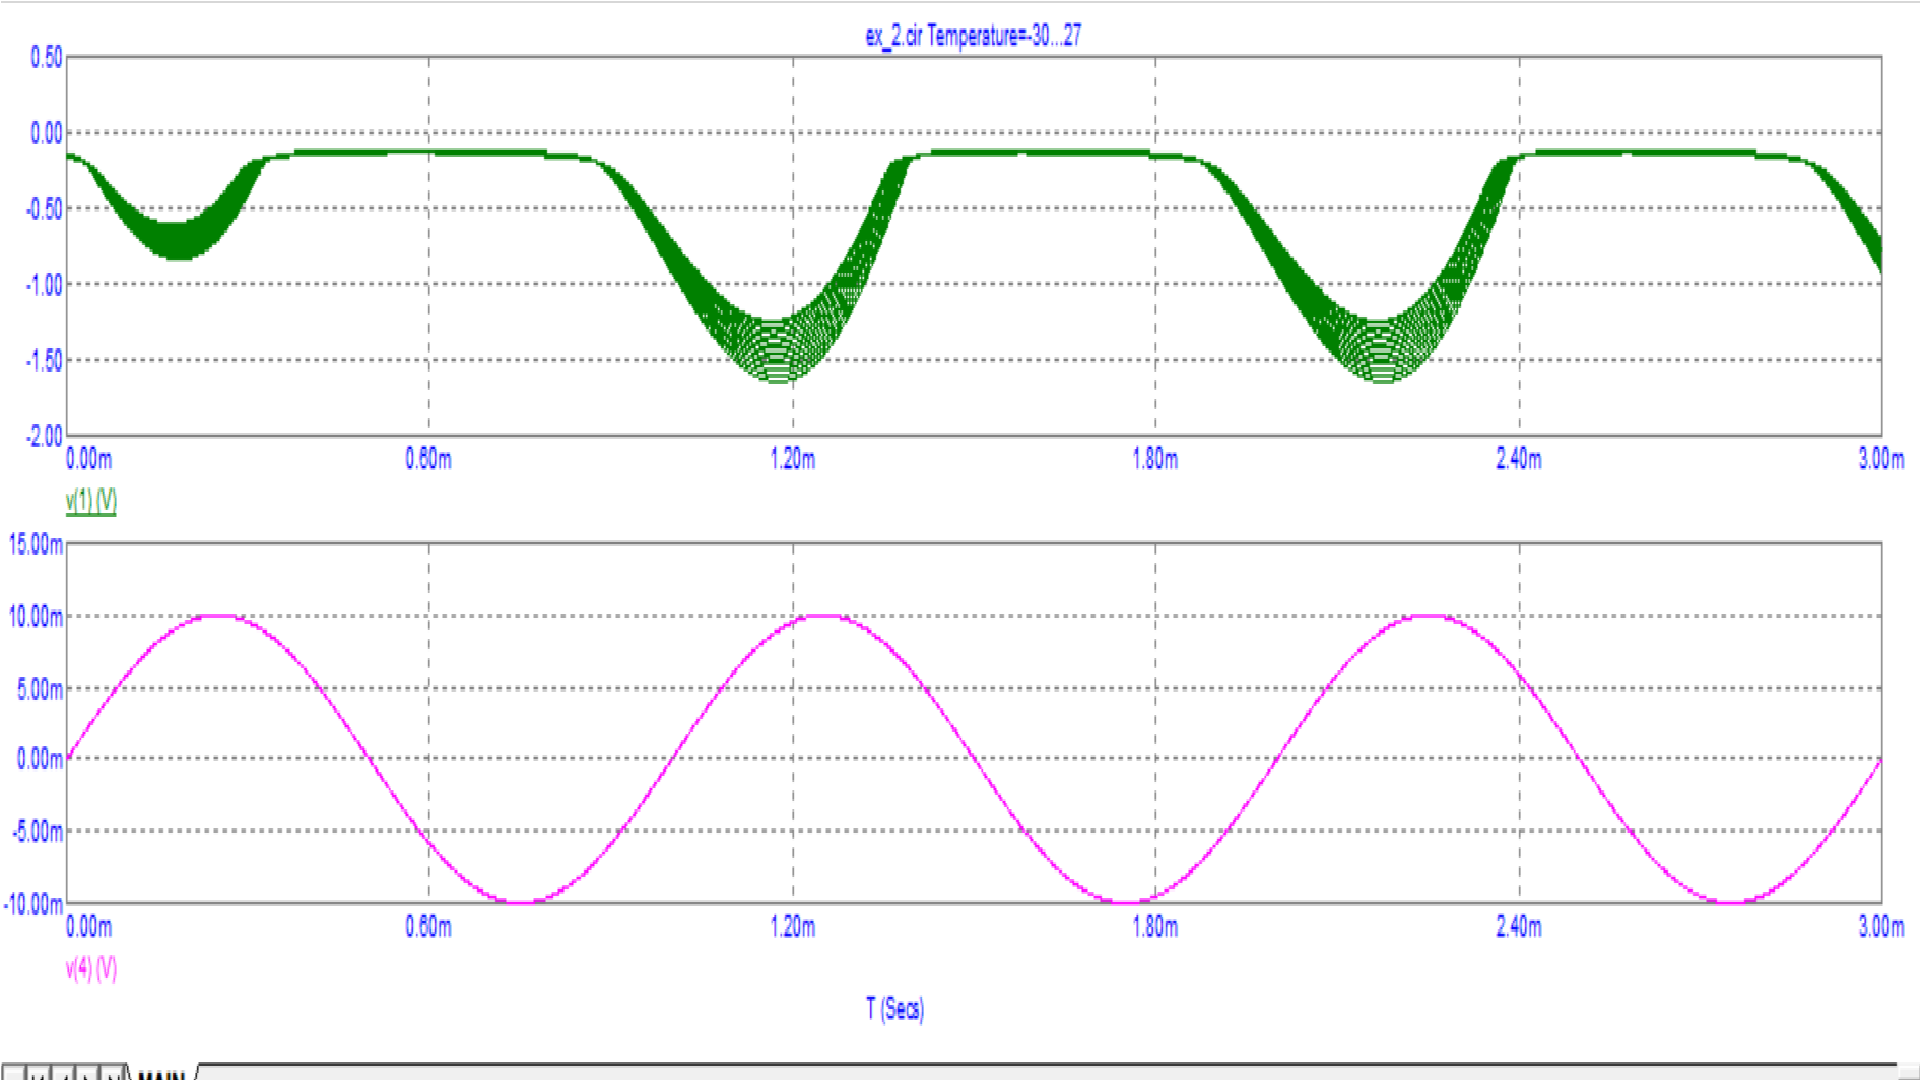 ex_2.cir Temperature=-30...27
0.50
0.00
-0.50
-1.00
-1.50
-2.00
0.00m 0.60m 1.20m 1.80m 2.40m 3.00m
v(1) (V)
15.00m
10.00m
5.00m
0.00m
-5.00m
-10.00m
0.00m 0.60m 1.20m 1.80m 2.40m 3.00m
v(4) (V)
T (Secs)
MAIN